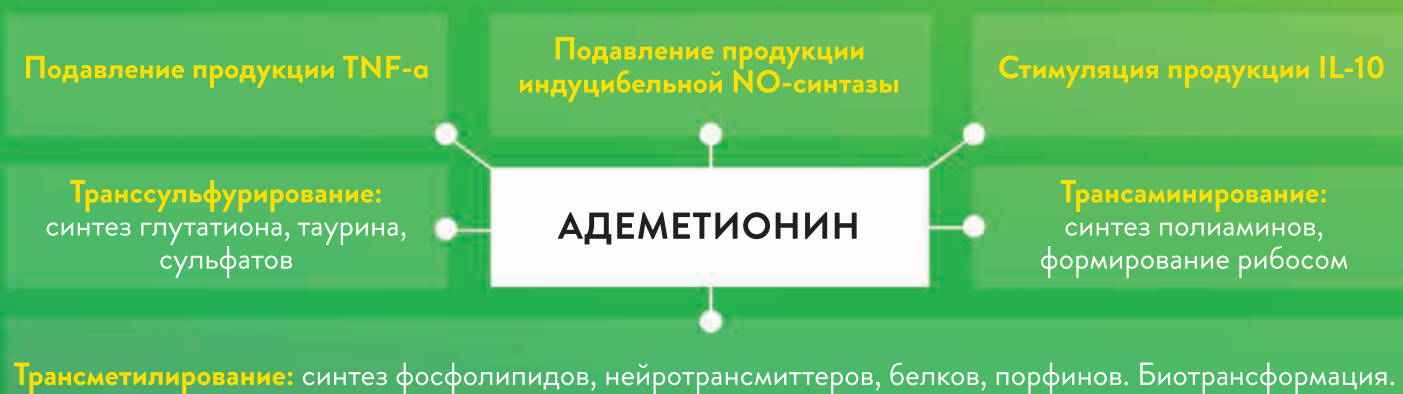 Подавление продукции TNF-α
Подавление продукции
индуцибельной NO-синтазы
Стимуляция продукции IL-10
Транссульфурирование:
синтез глутатиона, таурина,
сульфатов
АДЕМЕТИОНИН
Трансаминирование:
синтез полиаминов,
формирование рибосом
Трансметилирование: синтез фосфолипидов, нейротрансмиттеров, белков, порфинов. Биотрансформация.